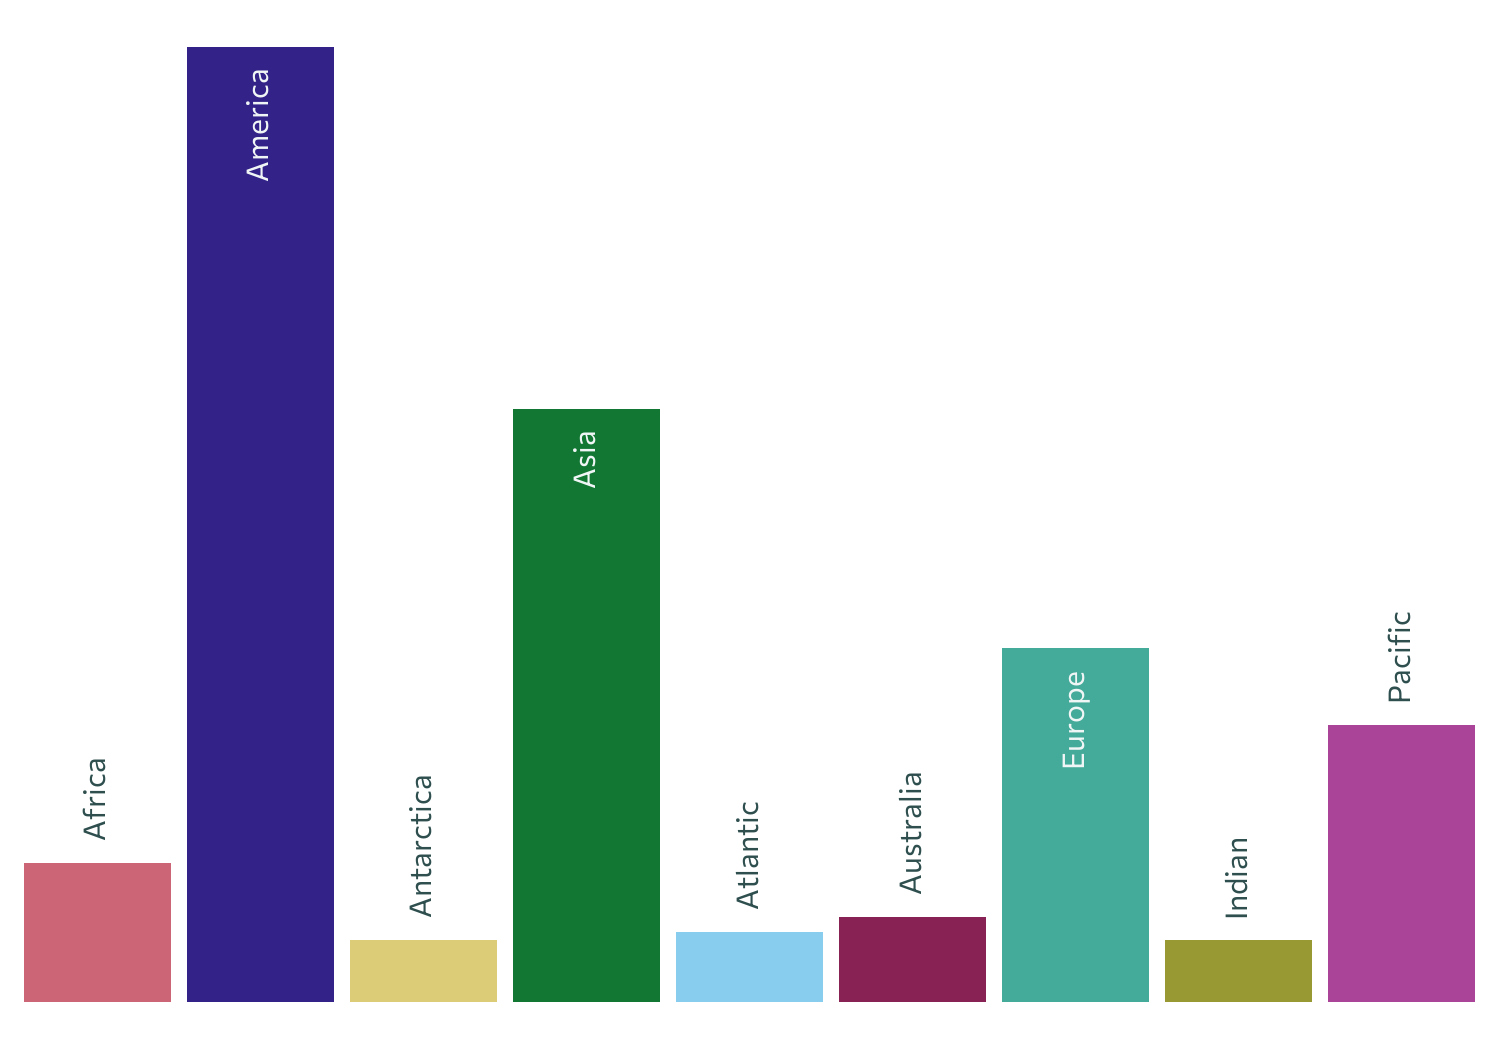 Africa
America
Antarctica
Asia
Atlantic
Australia
Europe
Indian
Pacific